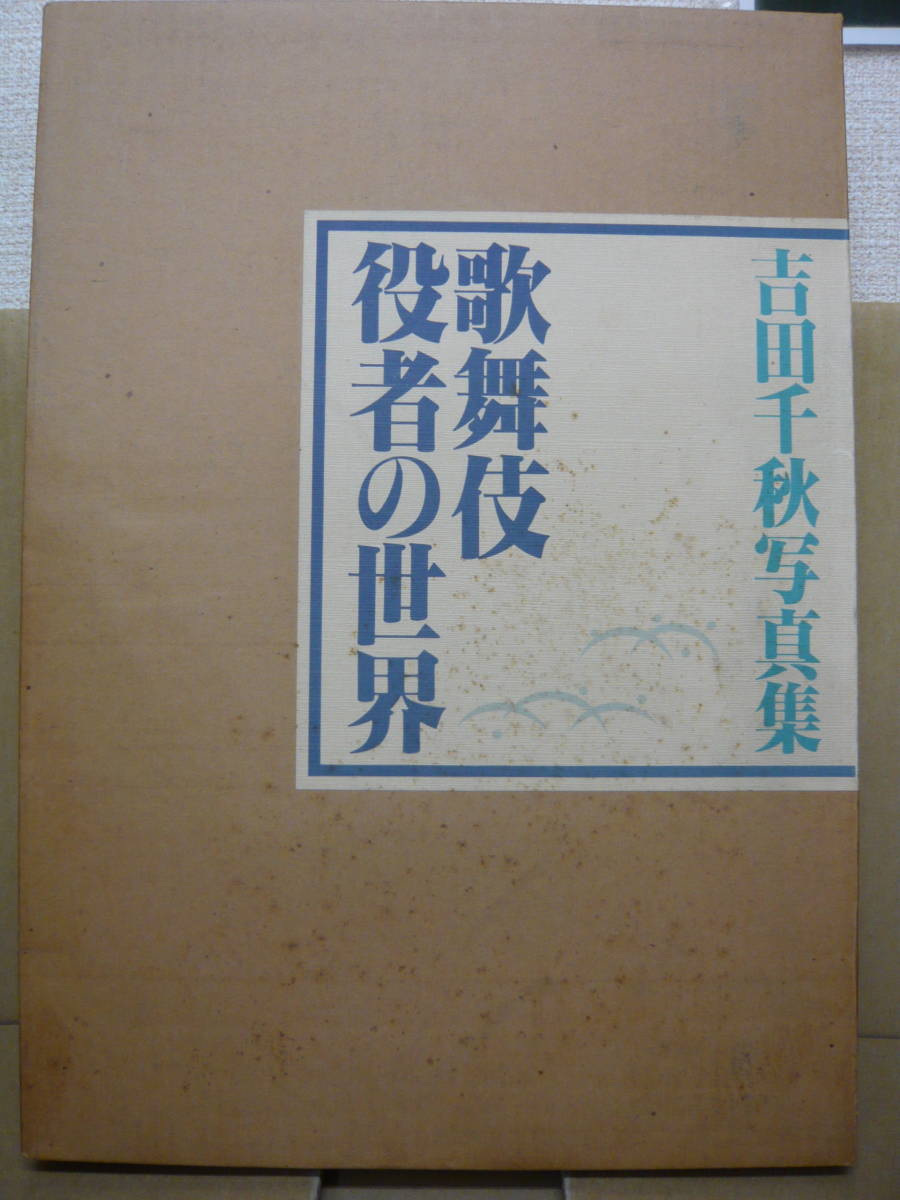 吉田千秋写真集
歌舞伎
役者の世界